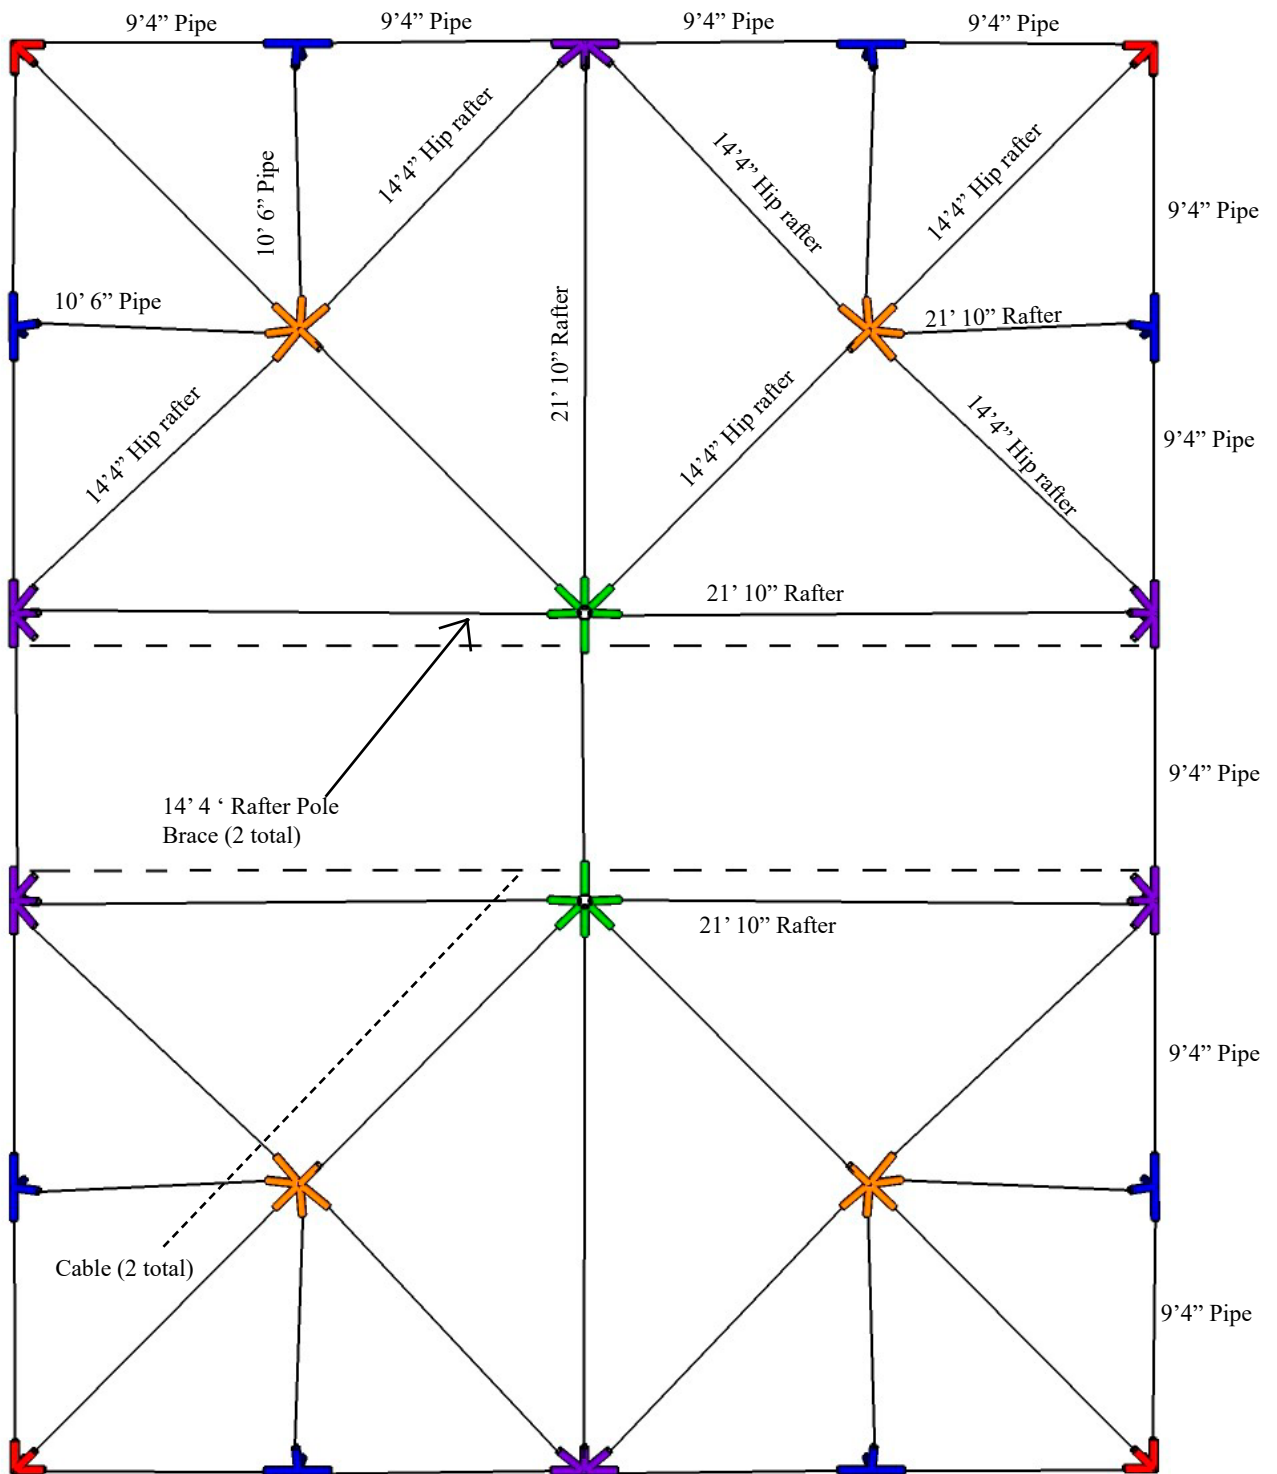 9’4” Pipe
9’4” Pipe
9’4” Pipe
9’4” Pipe
14’4” Hip rafter
10’ 6” Pipe
14’4” Hip rafter
14’4” Hip rafter
9’4” Pipe
10’ 6” Pipe
21’ 10” Rafter
21’ 10” Rafter
14’4” Hip rafter
14’4” Hip rafter
14’4” Hip rafter
9’4” Pipe
21’ 10” Rafter
14’ 4 ‘ Rafter Pole
Brace (2 total)
9’4” Pipe
21’ 10” Rafter
9’4” Pipe
Cable (2 total)
9’4” Pipe